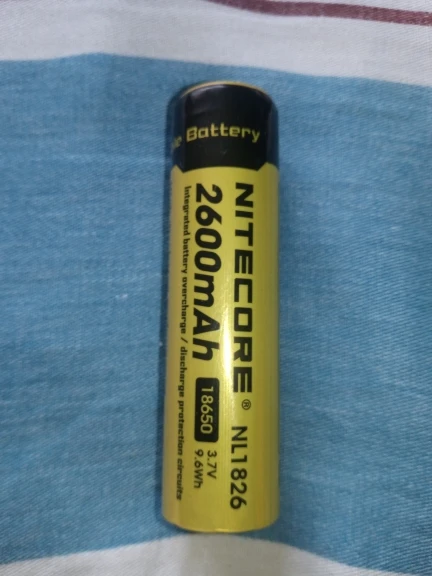 Battery
NITECORE® NL1826
2600mAh 18650 3.7V
9.6Wh
Integrated battery overcharge / discharge protection circuits